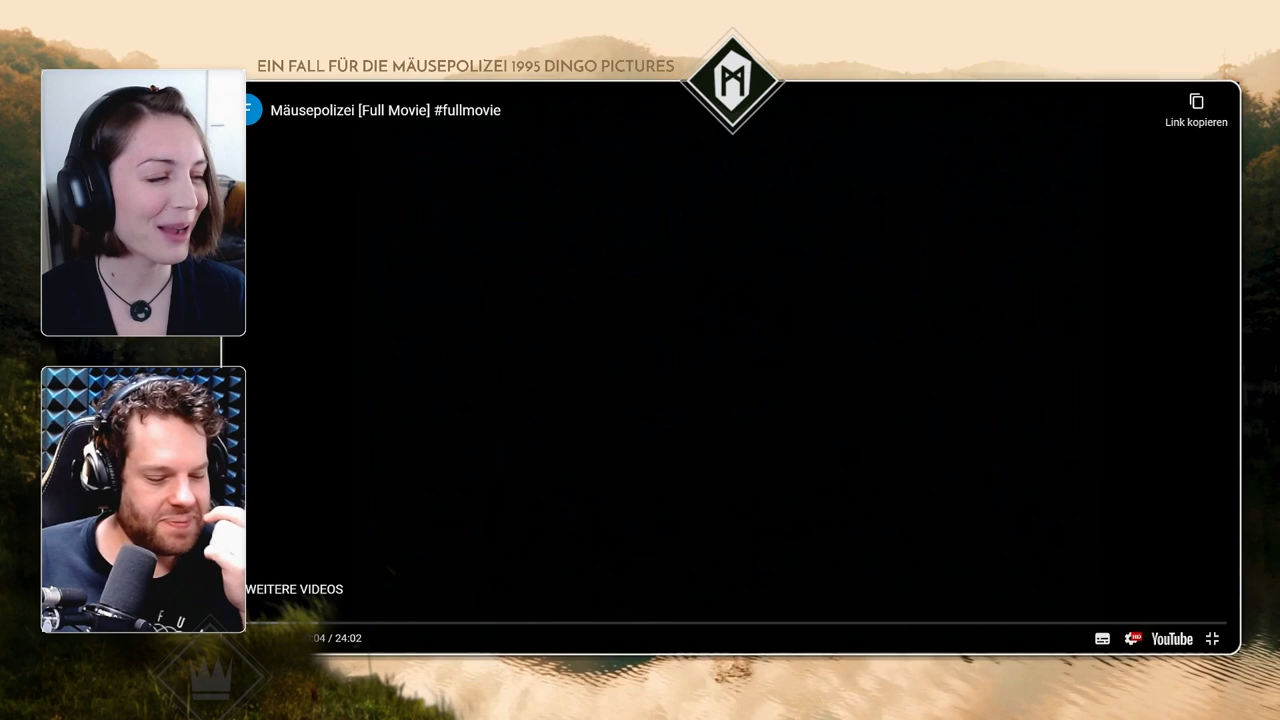 EIN FALL FÜR DIE MÄUSEPOLIZEI 1995 DINGO PICTURES
Mäusepolizei [Full Movie] #fullmovie
Link kopieren
WEITERE VIDEOS
:04 / 24:02
HD
YouTube
F U